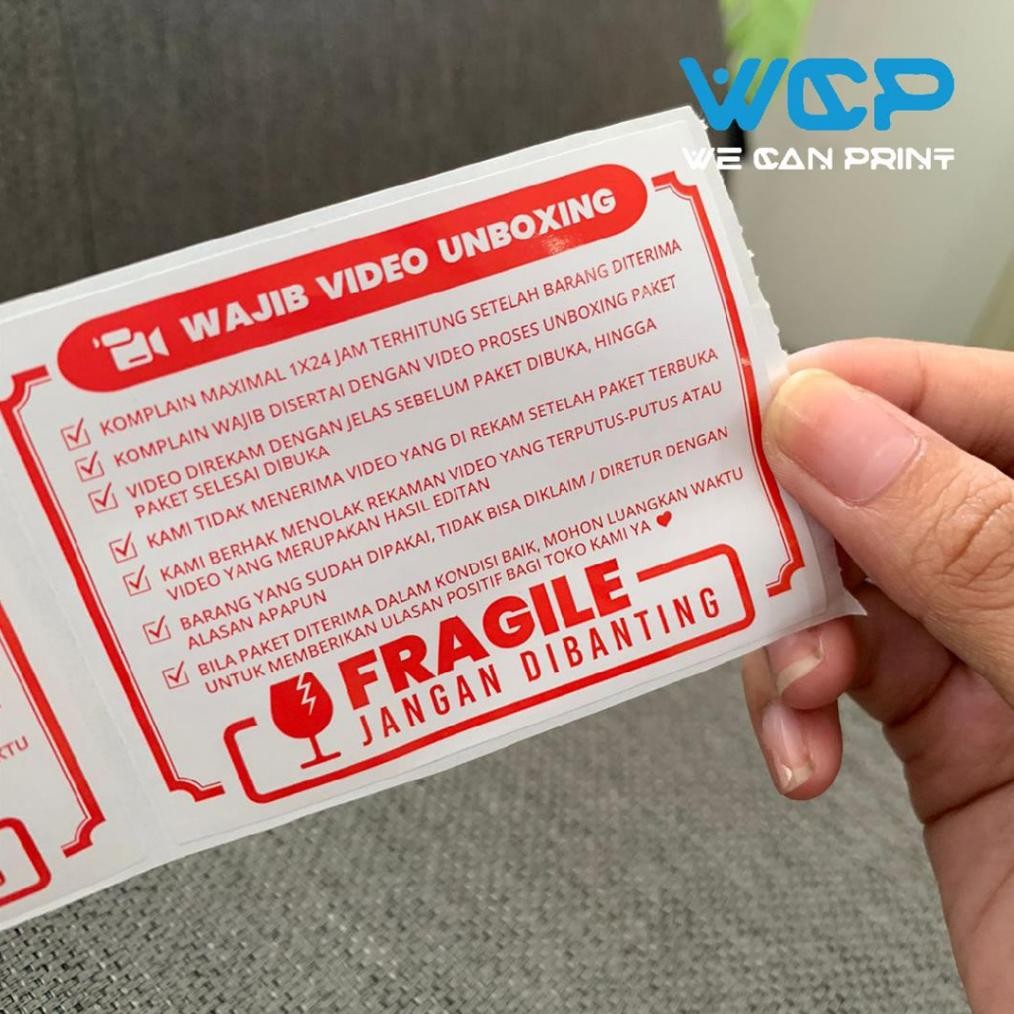 WCP
WE CAN PRINT
WAJIB VIDEO UNBOXING
KOMPLAIN MAXIMAL 1X24 JAM TERHITUNG SETELAH BARANG DITERIMA
KOMPLAIN WAJIB DISERTAI DENGAN VIDEO PROSES UNBOXING PAKET
VIDEO DIREKAM DENGAN JELAS SEBELUM PAKET DIBUKA, HINGGA
PAKET SELESAI DIBUKA
KAMI TIDAK MENERIMA VIDEO YANG DI REKAM SETELAH PAKET TERBUKA
KAMI BERHAK MENOLAK REKAMAN VIDEO YANG TERPUTUS-PUTUS ATAU
VIDEO YANG MERUPAKAN HASIL EDITAN
BARANG YANG SUDAH DIPAKAI, TIDAK BISA DIKLAIM / DIRETUR DENGAN
ALASAN APAPUN
BILA PAKET DITERIMA DALAM KONDISI BAIK, MOHON LUANGKAN WAKTU
UNTUK MEMBERIKAN ULASAN POSITIF BAGI TOKO KAMI YA ♥
FRAGILE
JANGAN DIBANTING